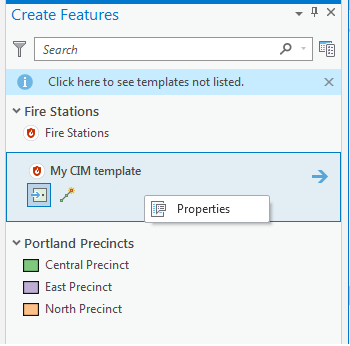 Create Features
Search
Click here to see templates not listed.
Fire Stations
Fire Stations
My CIM template
Properties
Portland Precincts
Central Precinct
East Precinct
North Precinct